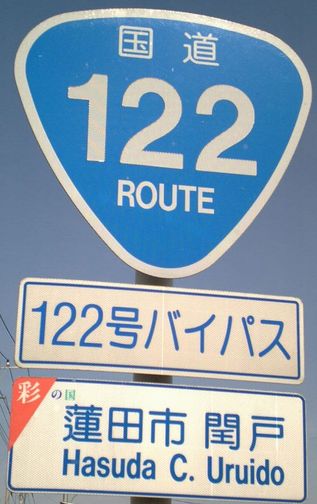 国道
122
ROUTE
122号バイパス
彩の国
蓮田市 閏戸
Hasuda C. Uruido